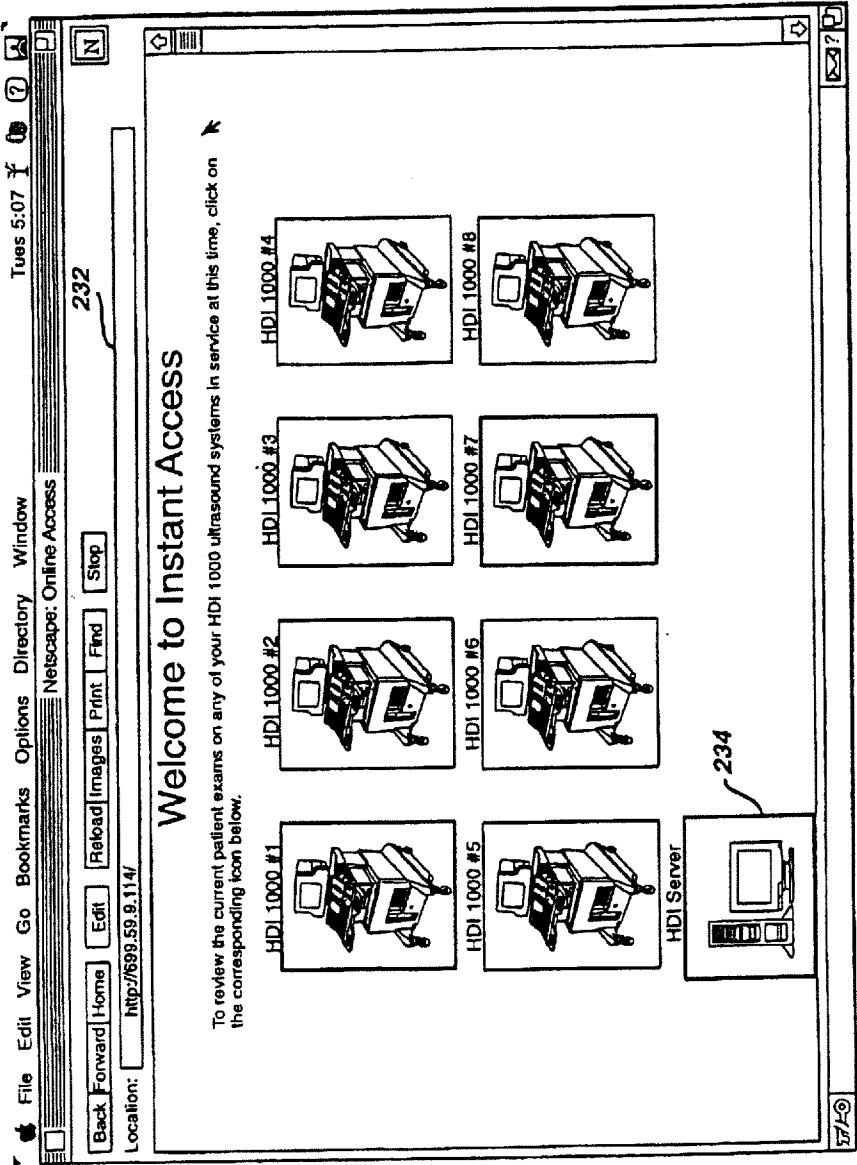 File Edit View Go Bookmarks Options Directory Window Tues 5:07 ?
Netscape: Online Access
Back Forward Home Edit Reload Images Print Find Stop
N
232
Location: http://699.59.9.114/
Welcome to Instant Access
To review the current patient exams on any of your HDI 1000 ultrasound systems in service at this time, click on
the corresponding icon below.
HDI 1000 #1 HDI 1000 #2 HDI 1000 #3 HDI 1000 #4
HDI 1000 #5 HDI 1000 #6 HDI 1000 #7 HDI 1000 #8
HDI Server
234
?